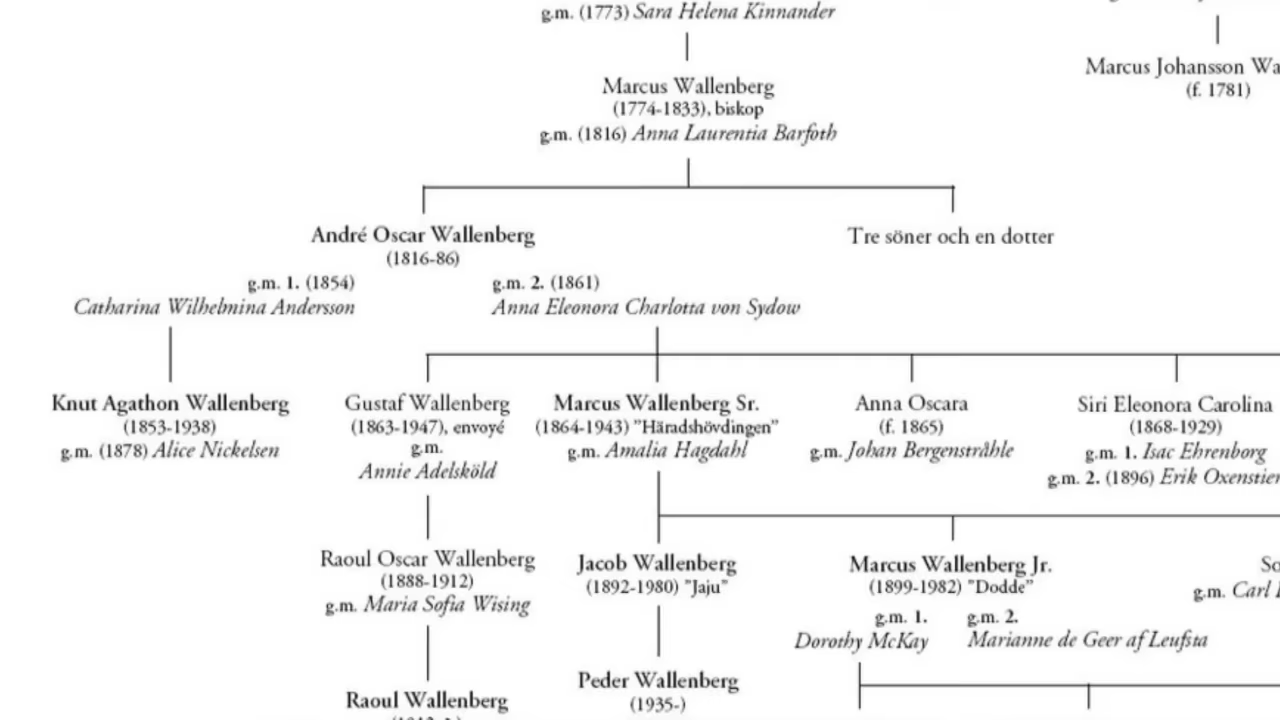 g.m. (1773) Sara Helena Kinnander
Marcus Wallenberg
(1774-1833), biskop
g.m. (1816) Anna Laurentia Barfoth
Marcus Johansson
(f. 1781)
André Oscar Wallenberg
(1816-86)
Tre söner och en dotter
g.m. 1. (1854)
Catharina Wilhelmina Andersson
g.m. 2. (1861)
Anna Eleonora Charlotta von Sydow
Knut Agathon Wallenberg
(1853-1938)
g.m. (1878) Alice Nickelsen
Gustaf Wallenberg
(1863-1947), envoyé
g.m.
Annie Adelsköld
Marcus Wallenberg Sr.
(1864-1943) "Häradshövdingen"
g.m. Amalia Hagdahl
Anna Oscara
(f. 1865)
g.m. Johan Bergenstråhle
Siri Eleonora Carolina
(1868-1929)
g.m. 1. Isac Ehrenborg
g.m. 2. (1896) Erik
Raoul Oscar Wallenberg
(1888-1912)
g.m. Maria Sofia Wising
Jacob Wallenberg
(1892-1980) "Jaju"
Marcus Wallenberg Jr.
(1899-1982) "Dodde"
g.m. 1.
Dorothy McKay
g.m. 2.
Marianne de Geer af Leufsta
g.m. Carl
Raoul Wallenberg
Peder Wallenberg
(1935-)